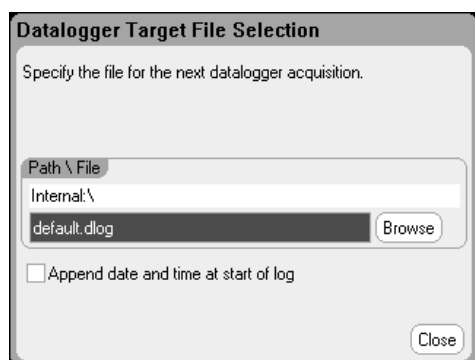 Datalogger Target File Selection
Specify the file for the next datalogger acquisition.
Path \ File
Internal:\
default.dlog
Browse
Append date and time at start of log
Close